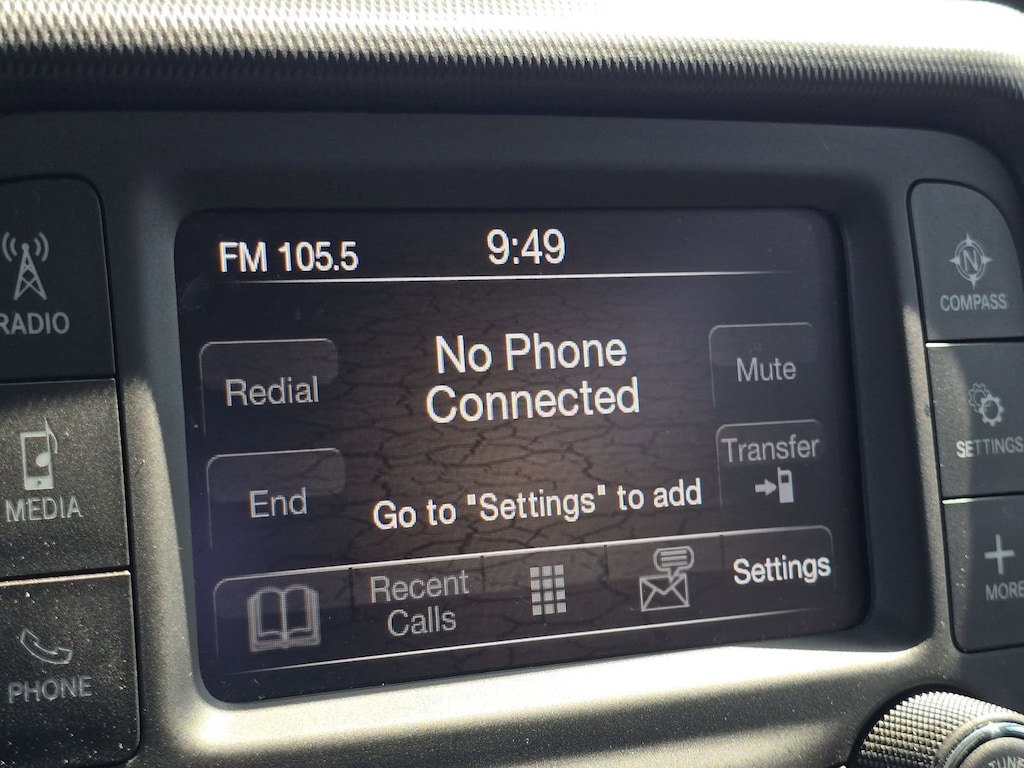 FM 105.5
9:49
RADIO
COMPASS
No Phone
Connected
Redial
Mute
SETTINGS
MEDIA
Transfer
End
Go to "Settings" to add
Recent
Calls
Settings
MORE
PHONE
TUNE